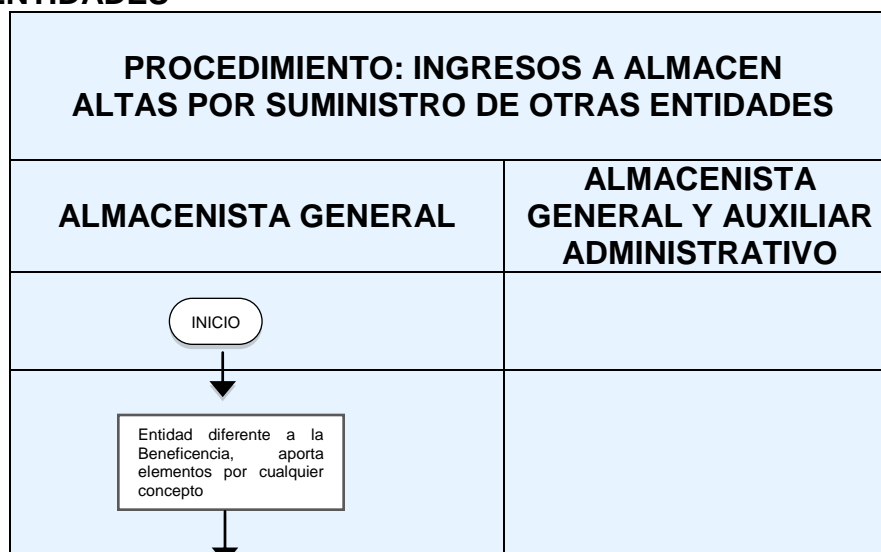 ENTIDADES
PROCEDIMIENTO: INGRESOS A ALMACEN
ALTAS POR SUMINISTRO DE OTRAS ENTIDADES
ALMACENISTA GENERAL
ALMACENISTA
GENERAL Y AUXILIAR
ADMINISTRATIVO
INICIO
Entidad diferente a la
Beneficencia, aporta
elementos por cualquier
concepto